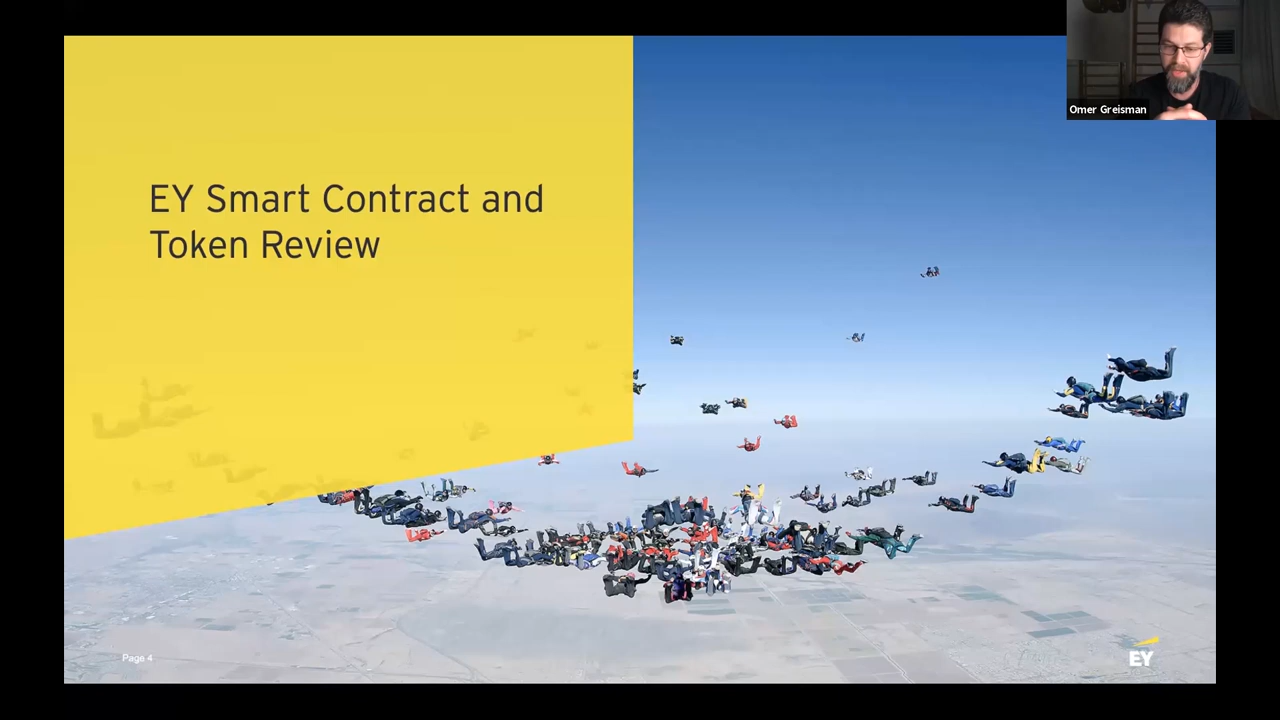 Omer Greisman
EY Smart Contract and
Token Review
Page 4
EY